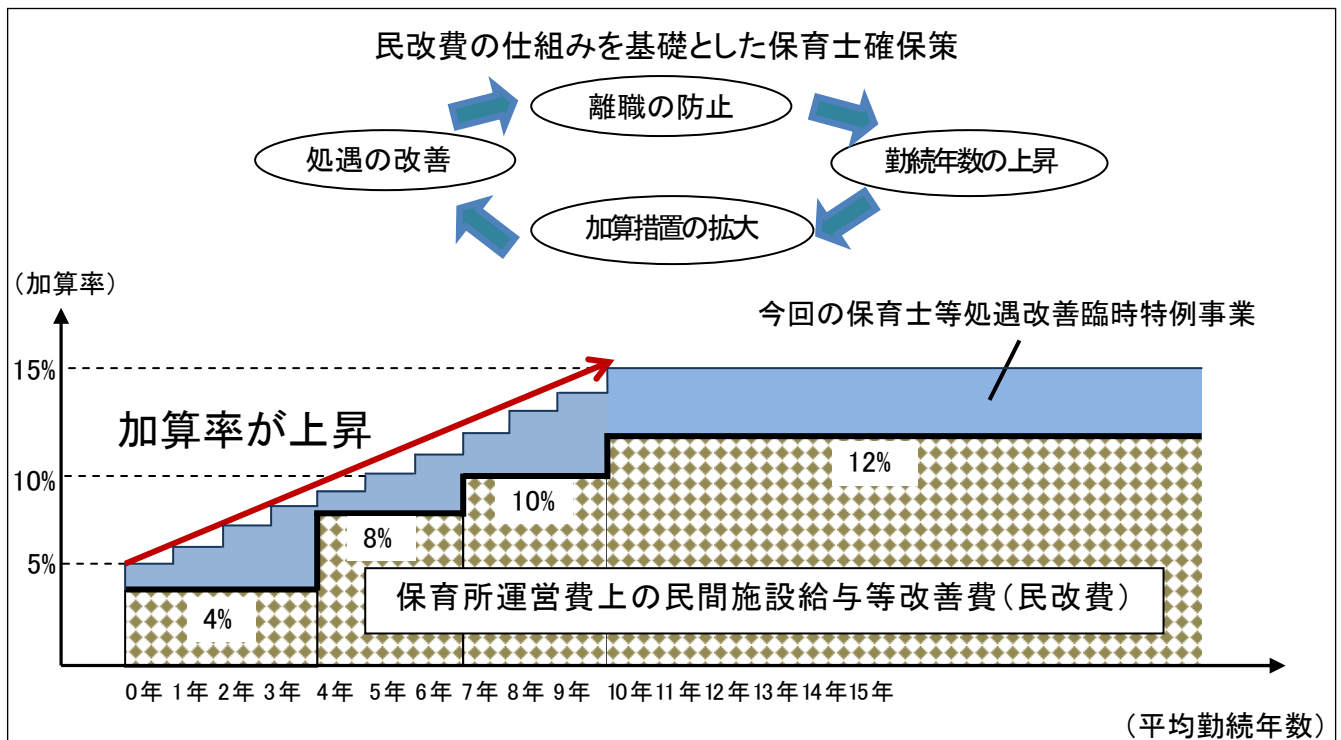 民改費の仕組みを基礎とした保育士確保策
離職の防止
処遇の改善
勤続年数の上昇
加算措置の拡大
（加算率）
今回の保育士等処遇改善臨時特例事業
15%
加算率が上昇
10%
12%
10%
8%
5%
保育所運営費上の民間施設給与等改善費（民改費）
4%
0年 1年 2年 3年 4年 5年 6年 7年 8年 9年 10年 11年 12年 13年 14年 15年
（平均勤続年数）